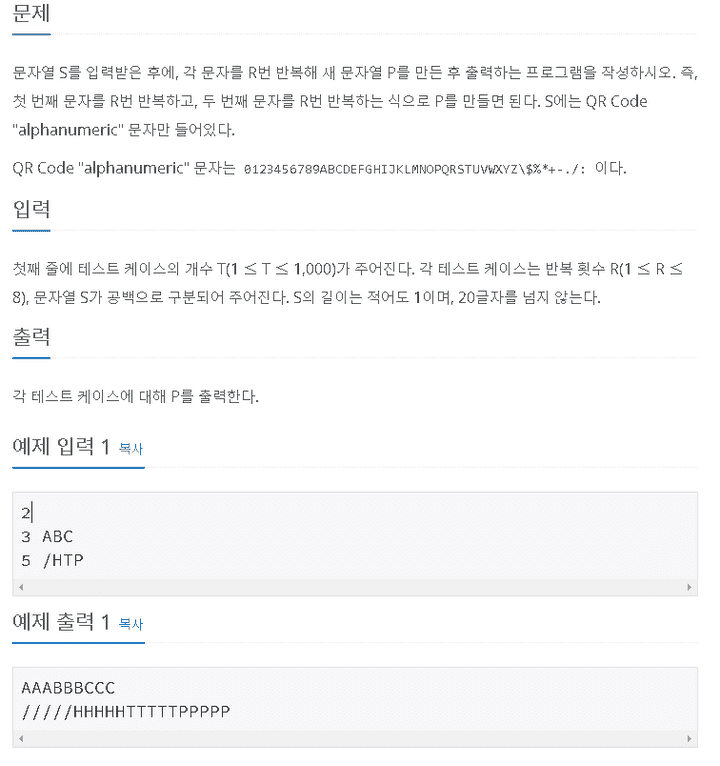 문제
문자열 S를 입력받은 후에, 각 문자를 R번 반복해 새 문자열 P를 만든 후 출력하는 프로그램을 작성하시오. 즉,
첫 번째 문자를 R번 반복하고, 두 번째 문자를 R번 반복하는 식으로 P를 만들면 된다. S에는 QR Code
"alphanumeric" 문자만 들어있다.
QR Code "alphanumeric" 문자는 0123456789ABCDEFGHIJKLMNOPQRSTUVWXYZ\$%*+-./: 이다.
입력
첫째 줄에 테스트 케이스의 개수 T(1 ≤ T ≤ 1,000)가 주어진다. 각 테스트 케이스는 반복 횟수 R(1 ≤ R ≤
8), 문자열 S가 공백으로 구분되어 주어진다. S의 길이는 적어도 1이며, 20글자를 넘지 않는다.
출력
각 테스트 케이스에 대해 P를 출력한다.
예제 입력 1 복사
2
3 ABC
5 /HTP
예제 출력 1 복사
AAABBBCCC
/////HHHHHTTTTTPPPPP